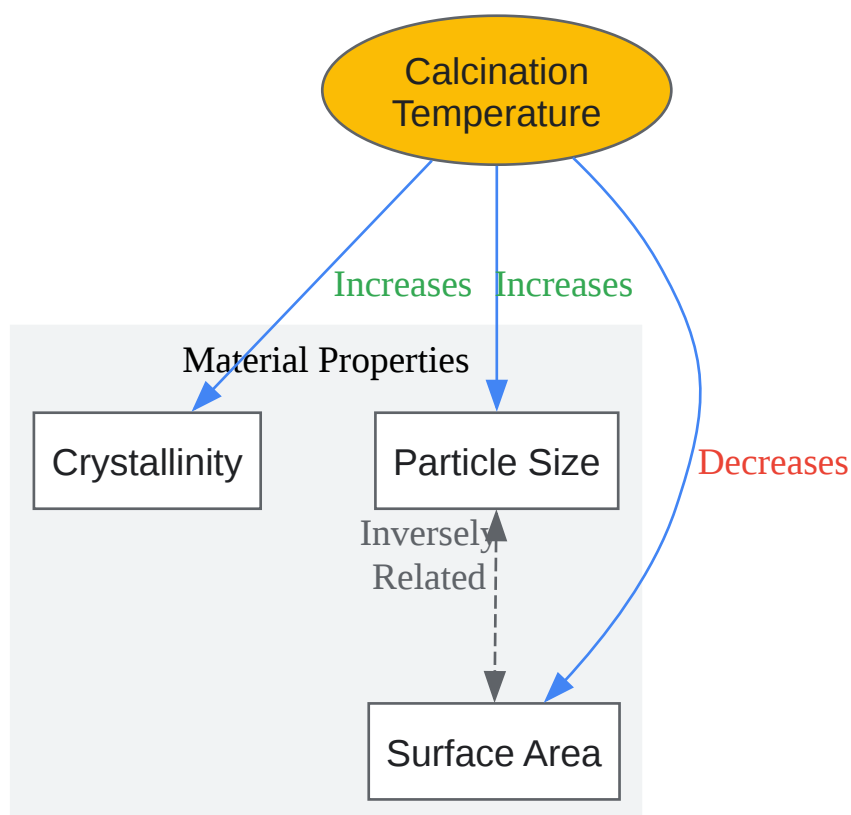 Calcination
Temperature
Increases
Increases
Material Properties
Crystallinity
Particle Size
Decreases
Inversely
Related
Surface Area